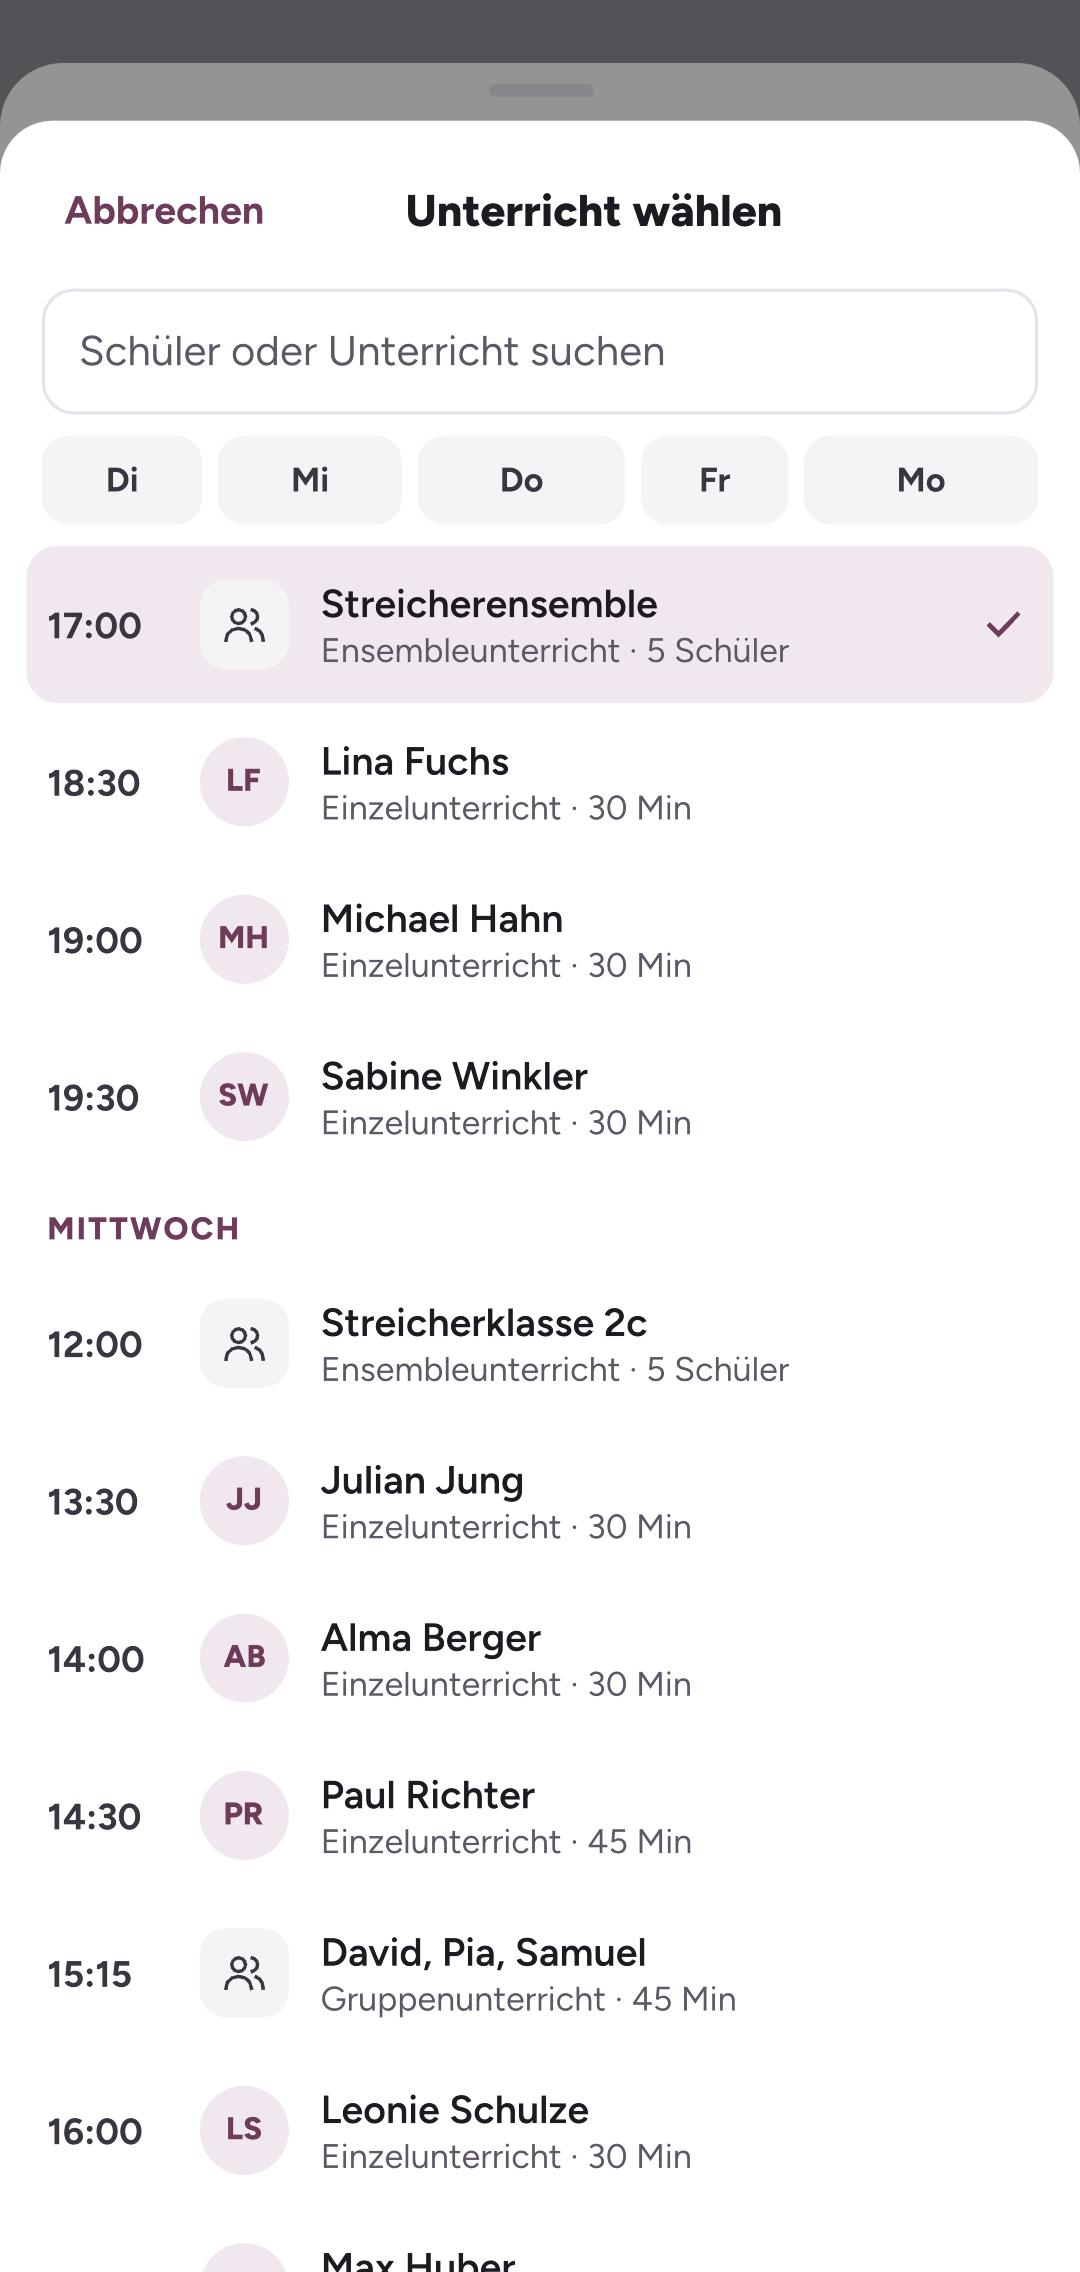 Abbrechen
Unterricht wählen
Schüler oder Unterricht suchen
Di
Mi
Do
Fr
Mo
17:00
Streicherensemble
Ensembleunterricht · 5 Schüler
18:30
LF
Lina Fuchs
Einzelunterricht · 30 Min
19:00
MH
Michael Hahn
Einzelunterricht · 30 Min
19:30
SW
Sabine Winkler
Einzelunterricht · 30 Min
MITTWOCH
12:00
Streicherklasse 2c
Ensembleunterricht · 5 Schüler
13:30
JJ
Julian Jung
Einzelunterricht · 30 Min
14:00
AB
Alma Berger
Einzelunterricht · 30 Min
14:30
PR
Paul Richter
Einzelunterricht · 45 Min
15:15
David, Pia, Samuel
Gruppenunterricht · 45 Min
16:00
LS
Leonie Schulze
Einzelunterricht · 30 Min
Max Huber